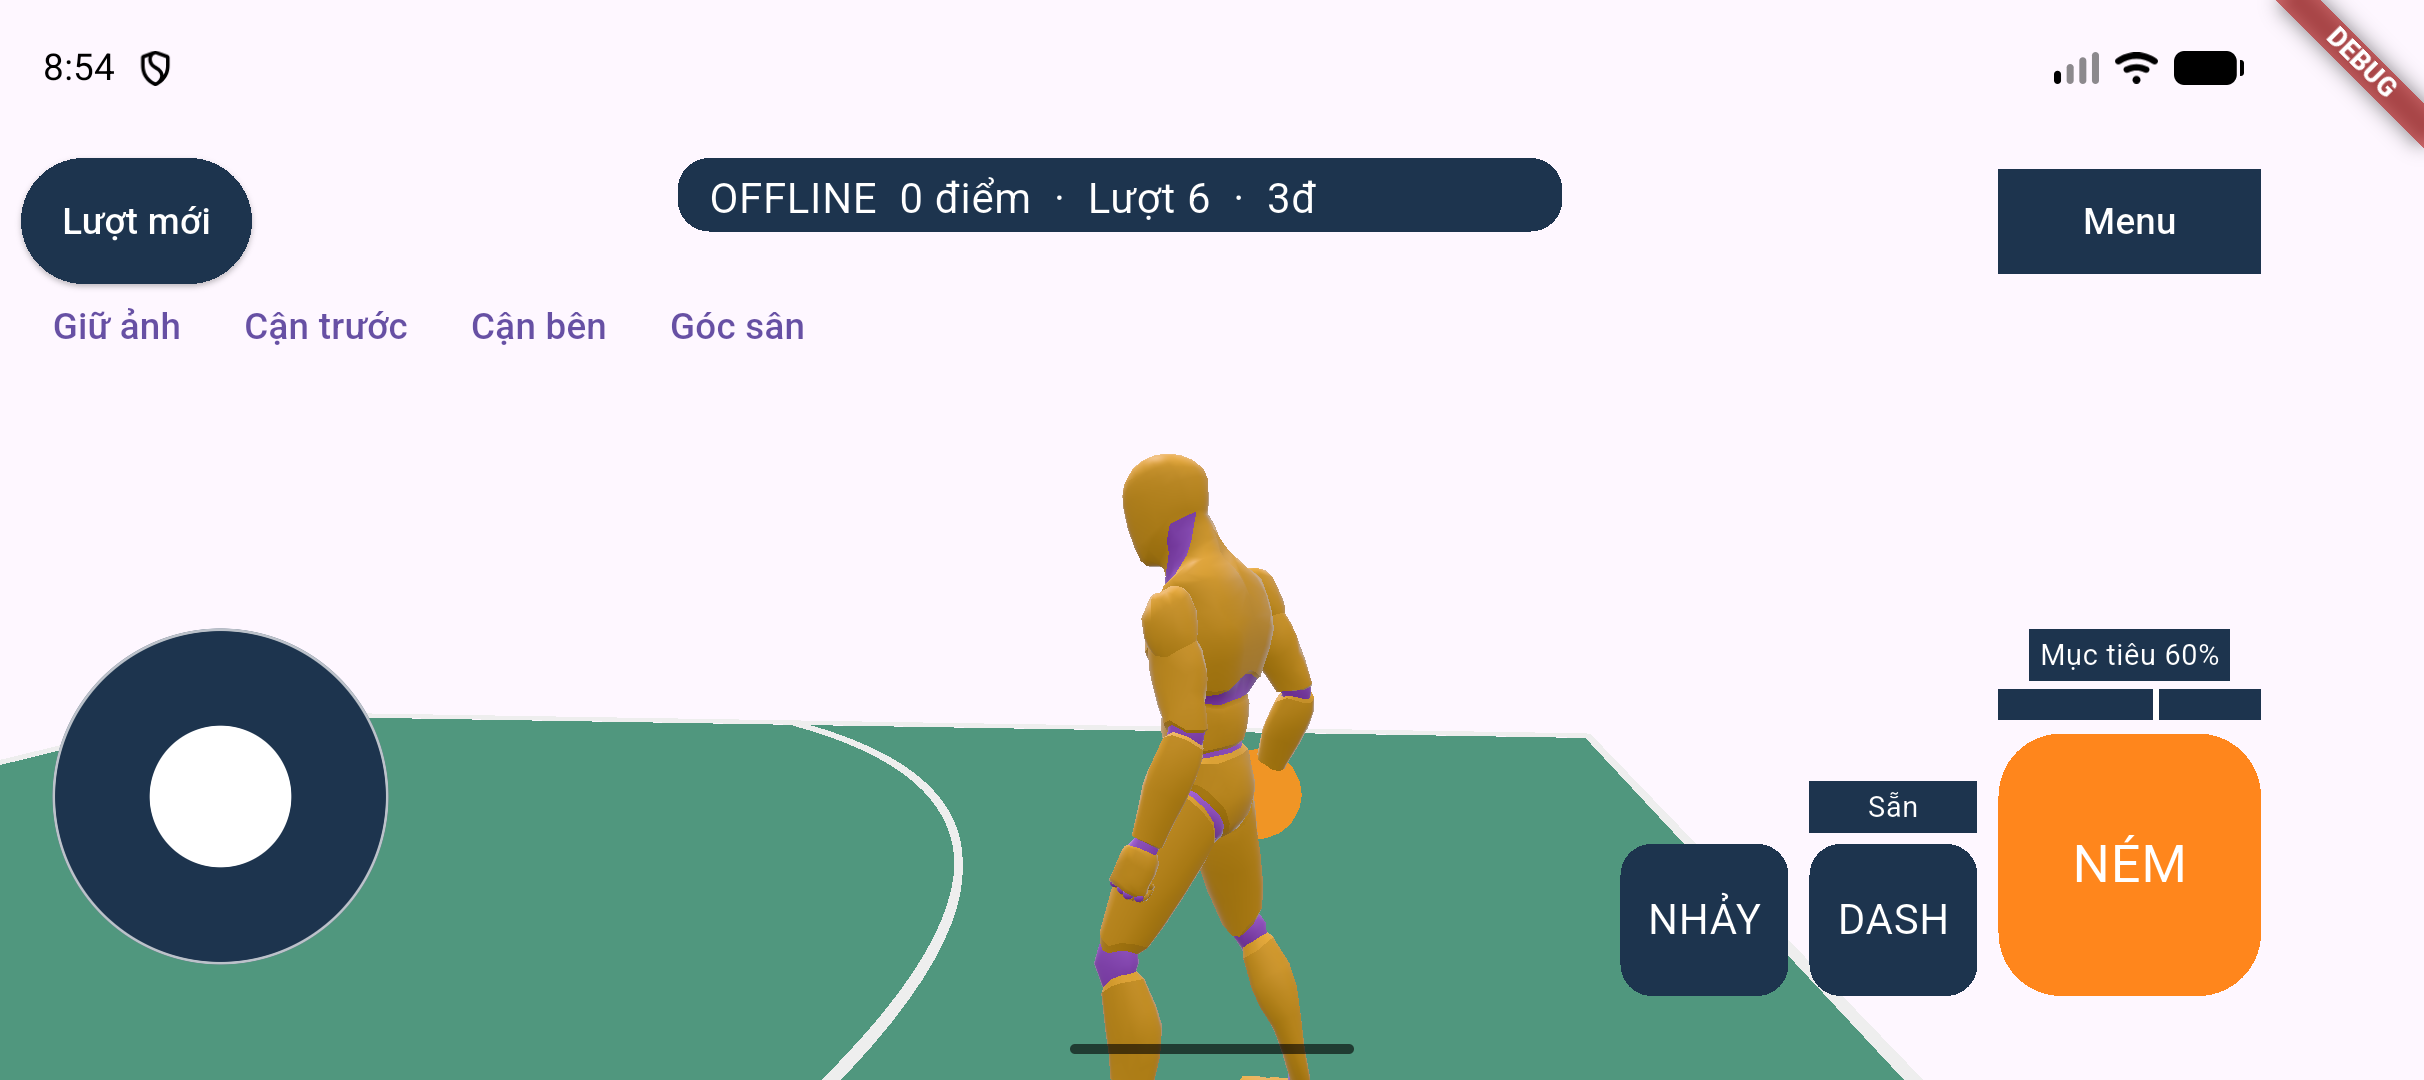 8:54
DEBUG
Lượt mới
OFFLINE 0 điểm · Lượt 6 · 3đ
Menu
Giữ ảnh Cận trước Cận bên Góc sân
Mục tiêu 60%
Sẵn
NHẢY
DASH
NÉM